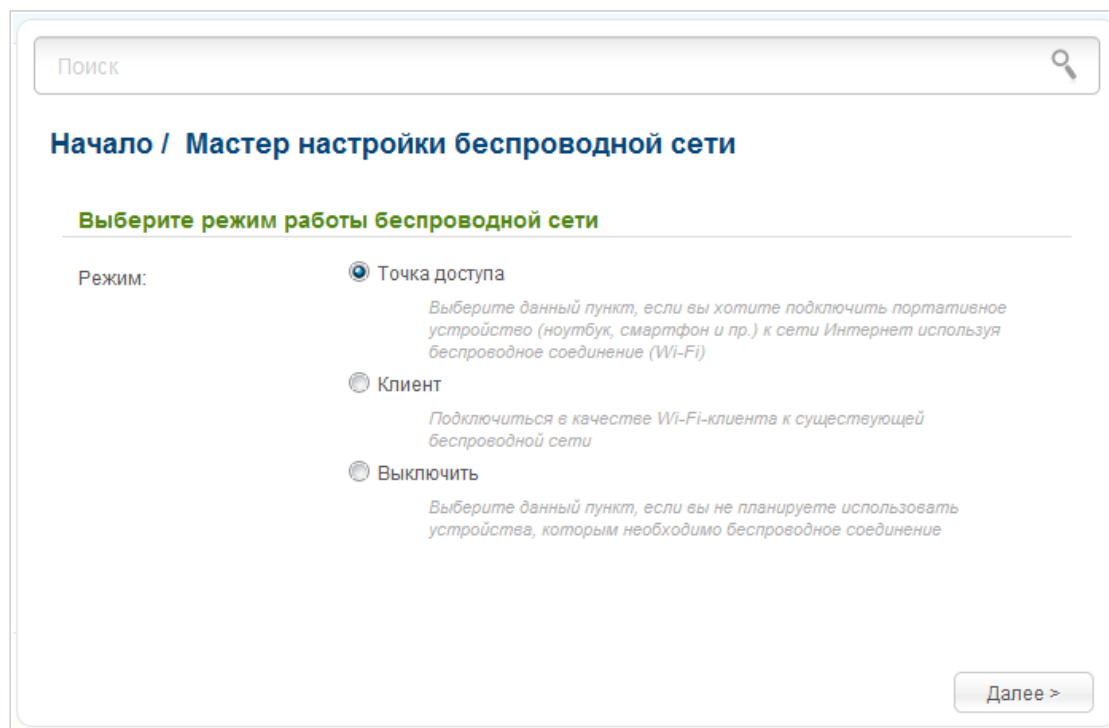 Поиск
Начало / Мастер настройки беспроводной сети
Выберите режим работы беспроводной сети
Режим:
Точка доступа
Выберите данный пункт, если вы хотите подключить портативное
устройство (ноутбук, смартфон и пр.) к сети Интернет используя
беспроводное соединение (Wi-Fi)
Клиент
Подключиться в качестве Wi-Fi-клиента к существующей
беспроводной сети
Выключить
Выберите данный пункт, если вы не планируете использовать
устройства, которым необходимо беспроводное соединение
Далее >